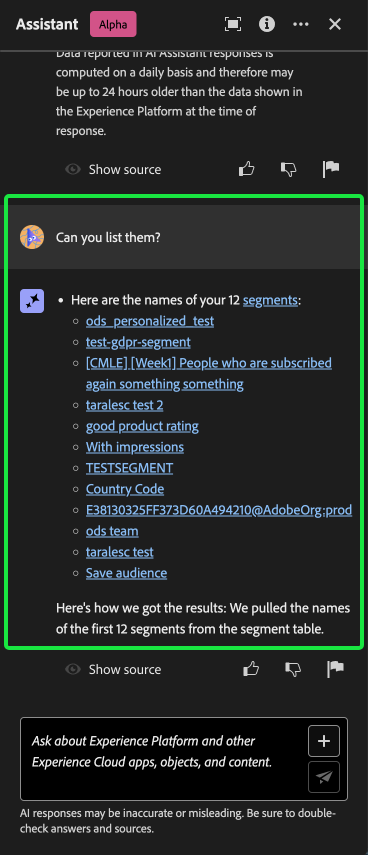 Assistant Alpha
Data reported in AI Assistant responses is
computed on a daily basis and therefore may
be up to 24 hours older than the data shown in
the Experience Platform at the time of
response.
Show source
Can you list them?
• Here are the names of your 12 segments:
ods_personalized_test
test-gdpr-segment
[CMLE] [Week1] People who are subscribed
again something something
taralesc test 2
good product rating
With impressions
TESTSEGMENT
Country Code
E38130325FF373D60A494210@AdobeOrg:prod
ods team
taralesc test
Save audience
Here's how we got the results: We pulled the names
of the first 12 segments from the segment table.
Show source
Ask about Experience Platform and other
Experience Cloud apps, objects, and content.
AI responses may be inaccurate or misleading. Be sure to double-
check answers and sources.